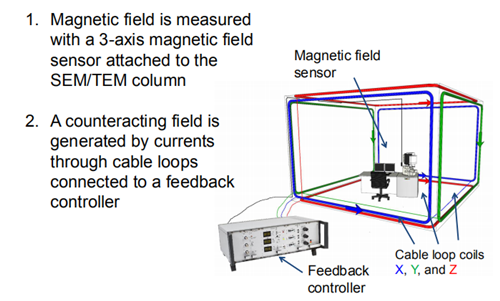 1. Magnetic field is measured
with a 3-axis magnetic field
sensor attached to the
SEM/TEM column
2. A counteracting field is
generated by currents
through cable loops
connected to a feedback
controller
Magnetic field
sensor
Cable loop coils
X, Y, and Z
Feedback
controller